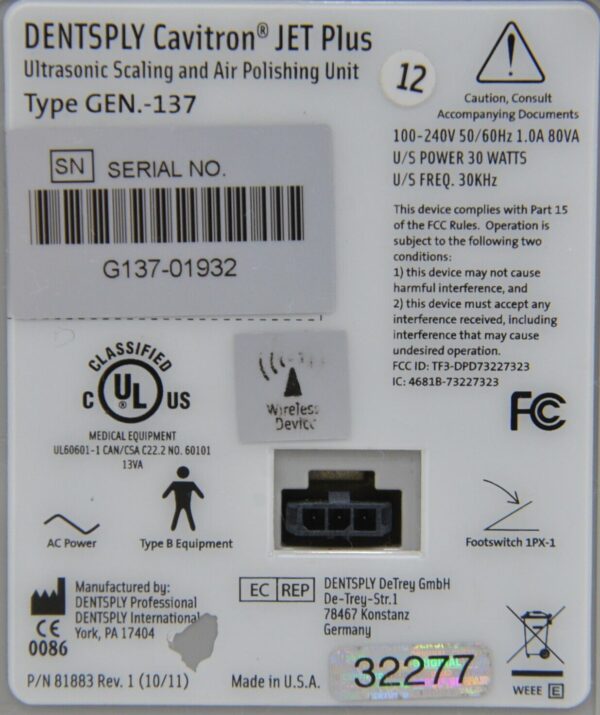 DENTSPLY Cavitron® JET Plus
Ultrasonic Scaling and Air Polishing Unit
Type GEN.-137
12
Caution, Consult
Accompanying Documents
100-240V 50/60Hz 1.0A 80VA
U/S POWER 30 WATTS
U/S FREQ. 30KHz
SN SERIAL NO.
G137-01932
This device complies with Part 15
of the FCC Rules. Operation is
subject to the following two
conditions:
1) this device may not cause
harmful interference, and
2) this device must accept any
interference received, including
interference that may cause
undesired operation.
FCC ID: TF3-DPD73227323
IC: 4681B-73227323
FC
CLASSIFIED
C UL® US
MEDICAL EQUIPMENT
UL60601-1 CAN/CSA C22.2 NO. 60101
13VA
Wireless
Device
AC Power
Type B Equipment
Footswitch 1PX-1
Manufactured by:
DENTSPLY Professional
DENTSPLY International
York, PA 17404
CE
0086
EC REP
DENTSPLY DeTrey GmbH
De-Trey-Str.1
78467 Konstanz
Germany
P/N 81883 Rev. 1 (10/11)
Made in U.S.A.
32277
ORIGINAL
WEEE E